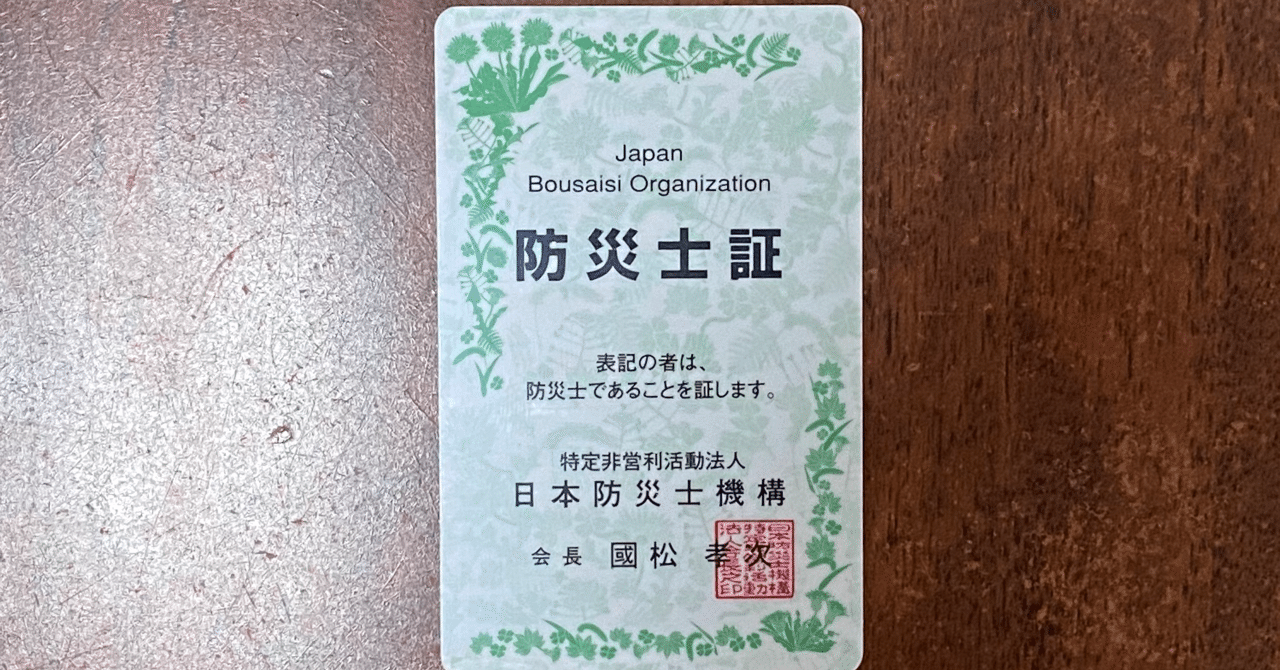 Japan
Bousaisi Organization
防災士証
表記の者は、
防災士であることを証します。
特定非営利活動法人
日本防災士機構
会長 國松 孝次